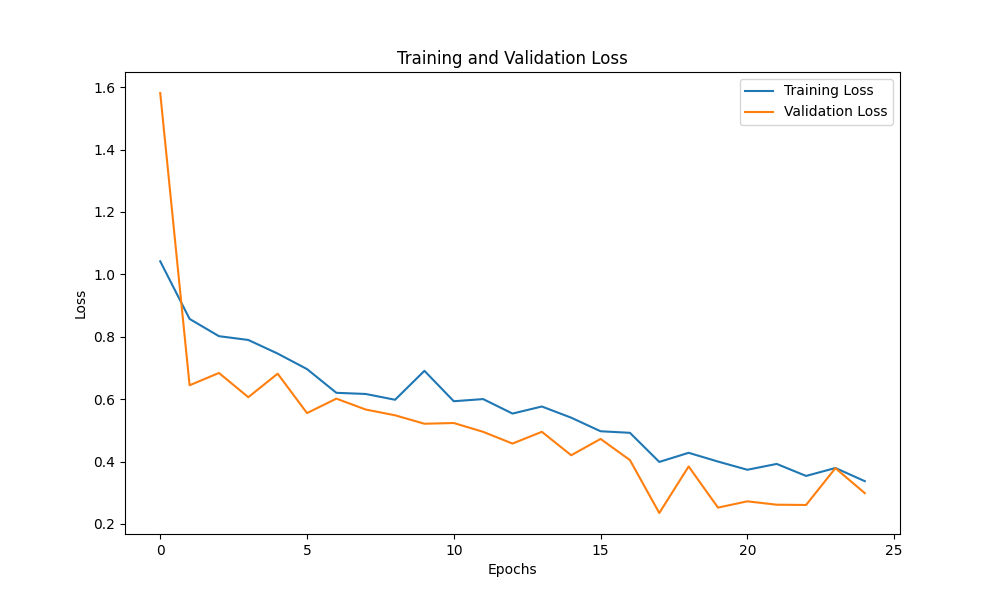 Training and Validation Loss
Training Loss
Validation Loss
1.6
1.4
1.2
1.0
0.8
0.6
0.4
0.2
Loss
0 5 10 15 20 25
Epochs